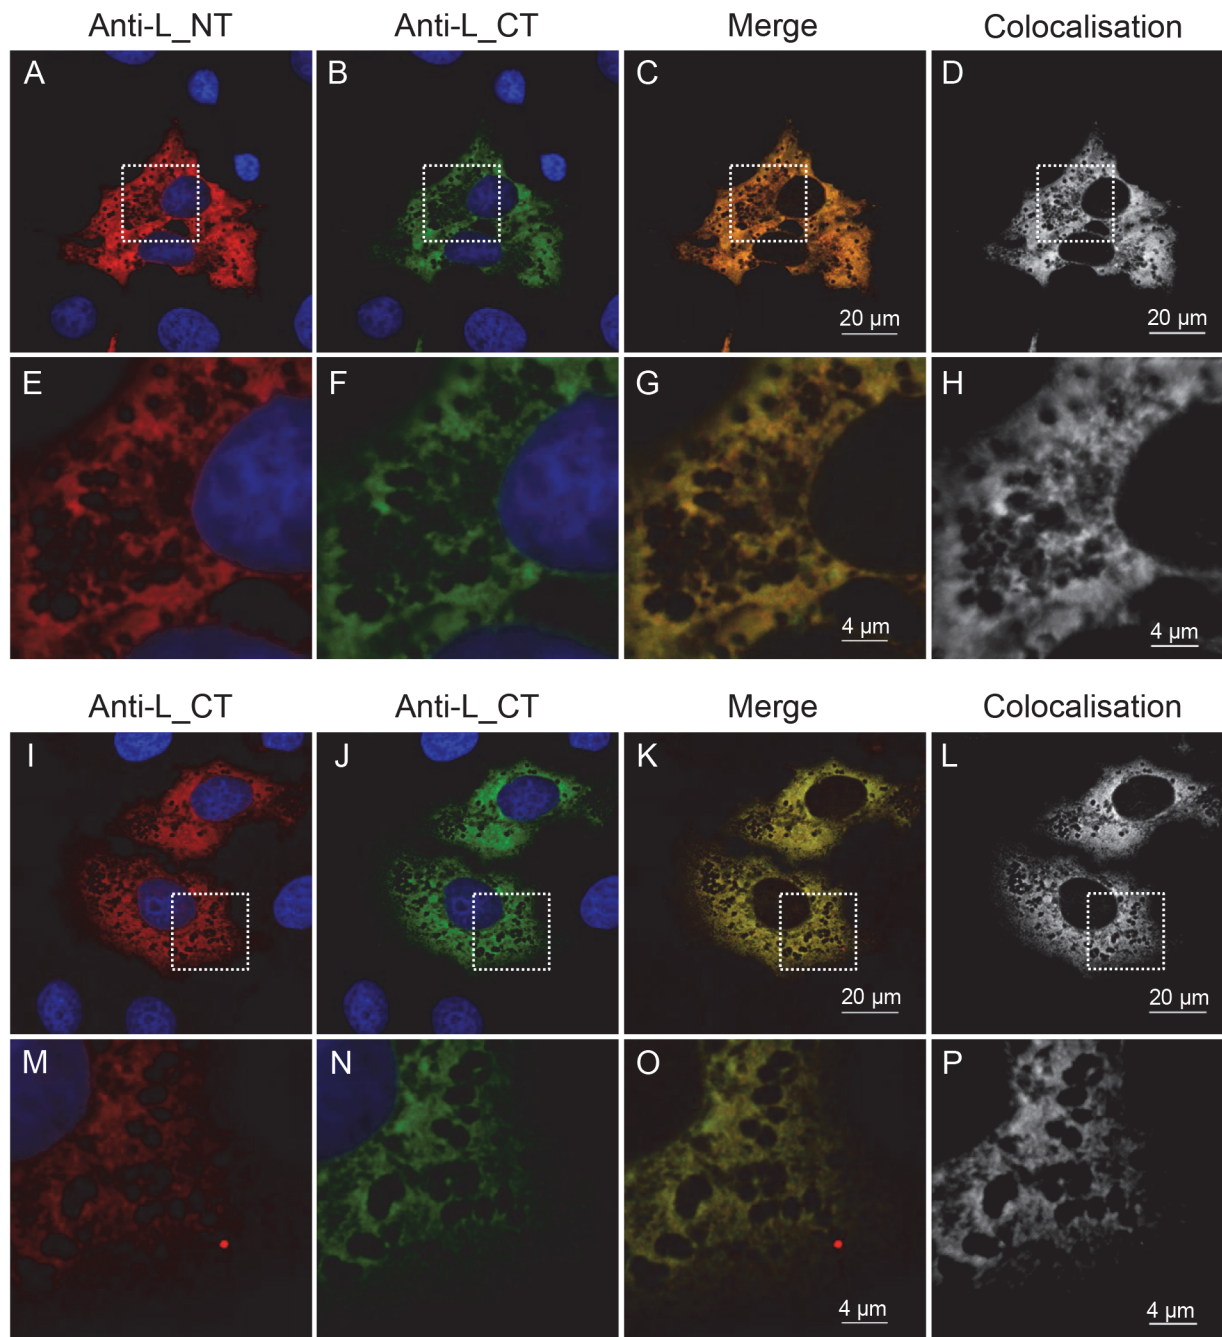 Anti-L_NT Anti-L_CT Merge Colocalisation
A B C D
20 µm 20 µm
E F G H
4 µm 4 µm
Anti-L_CT Anti-L_CT Merge Colocalisation
I J K L
20 µm 20 µm
M N O P
4 µm 4 µm